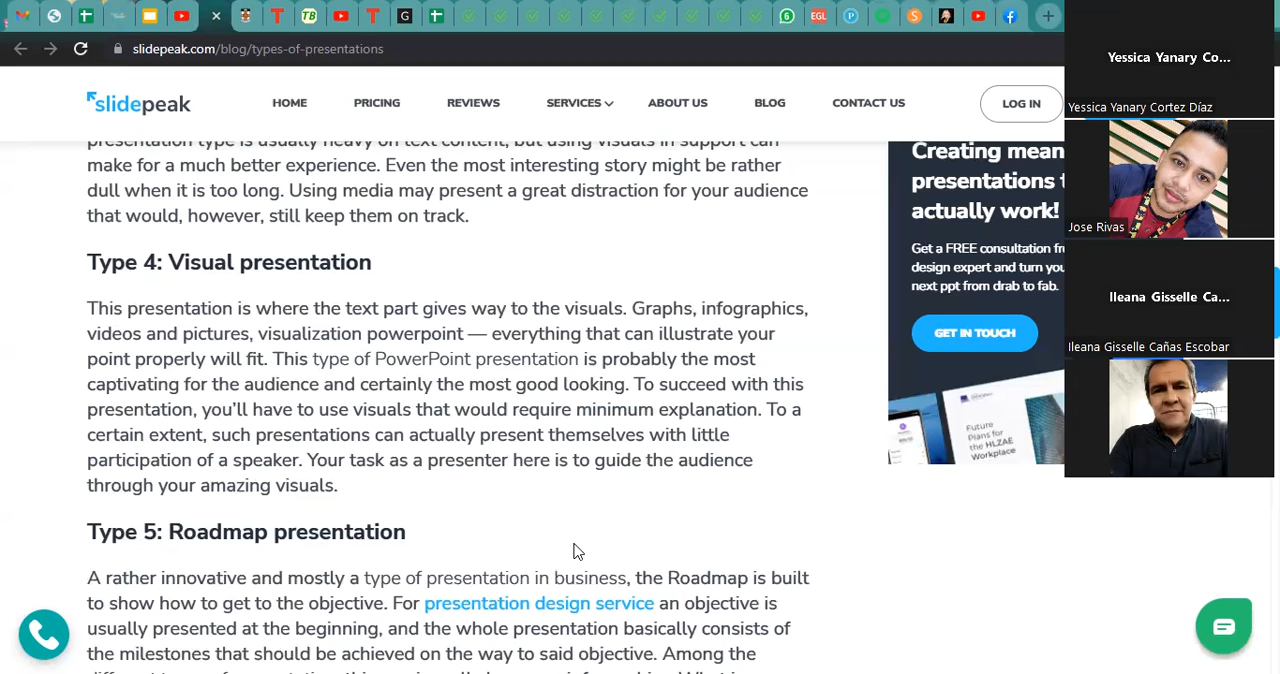 G
TB
T
6
EGL
P
S
slidepeak.com/blog/types-of-presentations
slidepeak
HOME
PRICING
REVIEWS
SERVICES
ABOUT US
BLOG
CONTACT US
LOG IN
presentation type is usually heavy on text content, but using visuals in support can
make for a much better experience. Even the most interesting story might be rather
dull when it is too long. Using media may present a great distraction for your audience
that would, however, still keep them on track.
Type 4: Visual presentation
This presentation is where the text part gives way to the visuals. Graphs, infographics,
videos and pictures, visualization powerpoint — everything that can illustrate your
point properly will fit. This type of PowerPoint presentation is probably the most
captivating for the audience and certainly the most good looking. To succeed with this
presentation, you’ll have to use visuals that would require minimum explanation. To a
certain extent, such presentations can actually present themselves with little
participation of a speaker. Your task as a presenter here is to guide the audience
through your amazing visuals.
Type 5: Roadmap presentation
A rather innovative and mostly a type of presentation in business, the Roadmap is built
to show how to get to the objective. For presentation design service an objective is
usually presented at the beginning, and the whole presentation basically consists of
the milestones that should be achieved on the way to said objective. Among the
Creating mean
presentations t
actually work!
Get a FREE consultation fr
design expert and turn you
next ppt from drab to fab.
GET IN TOUCH
Future
Plans for
the HLZAE
Workplace
Yessica Yanary Co...
Yessica Yanary Cortez Díaz
Jose Rivas
Ileana Gisselle Ca...
Ileana Gisselle Cañas Escobar